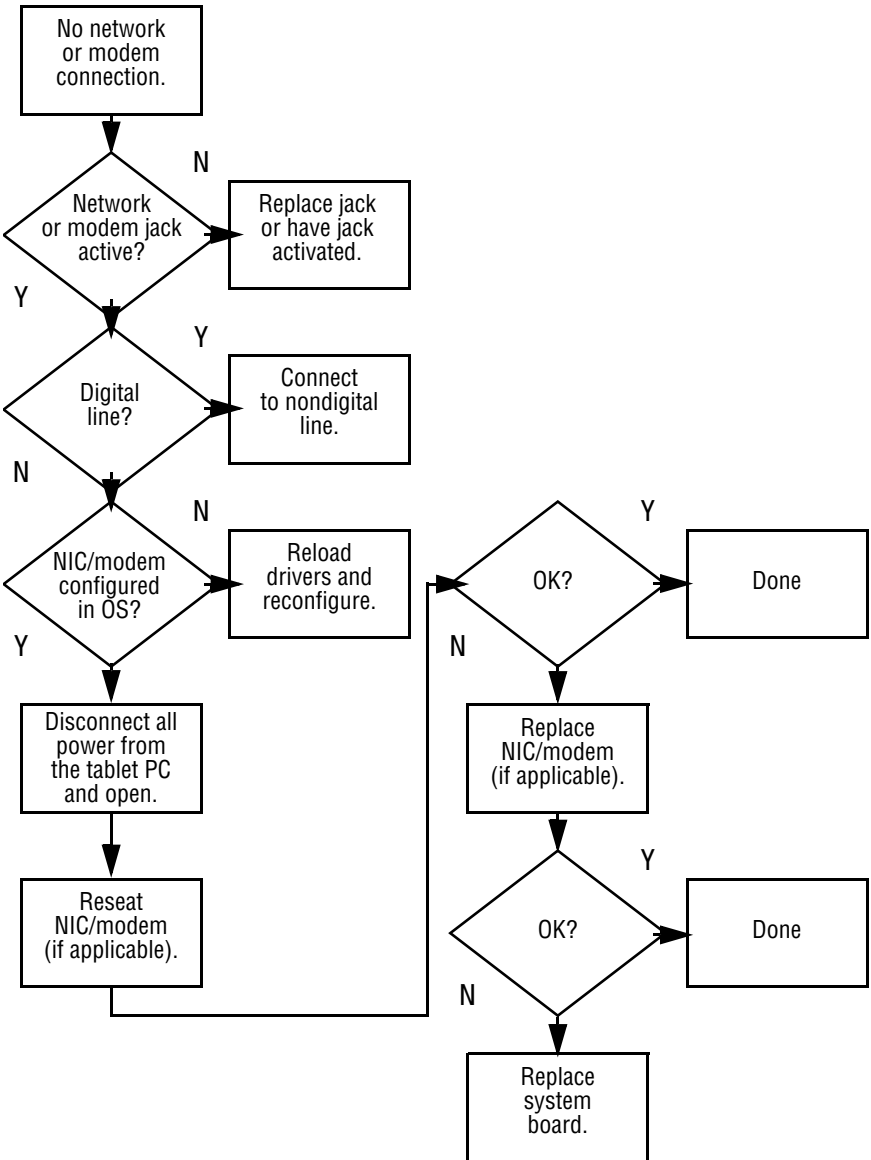 No network
or modem
connection.
N
Network
or modem jack
active?
Replace jack
or have jack
activated.
Y
Y
Digital
line?
Connect
to nondigital
line.
N
N
NIC/modem
configured
in OS?
Reload
drivers and
reconfigure.
Y
Disconnect all
power from
the tablet PC
and open.
Reseat
NIC/modem
(if applicable).
Y
OK?
Done
N
Replace
NIC/modem
(if applicable).
Y
OK?
Done
N
Replace
system
board.